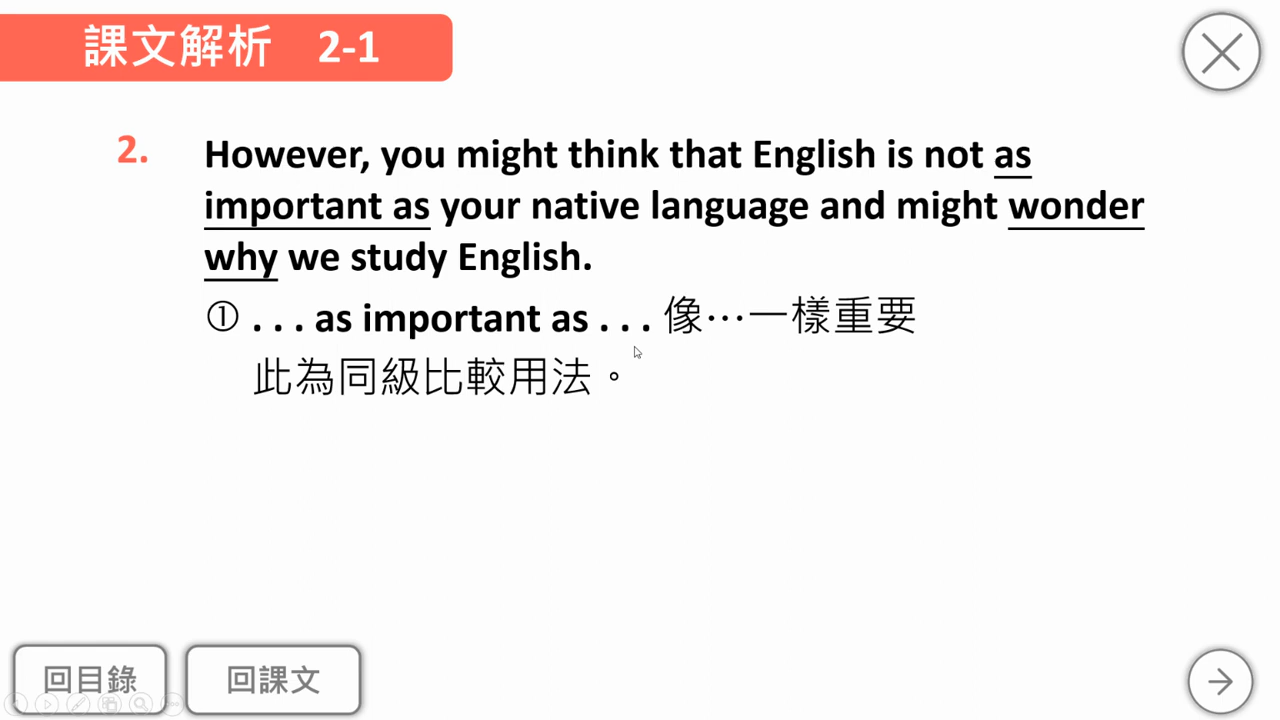 課文解析 2-1
2. However, you might think that English is not as
important as your native language and might wonder
why we study English.
① . . . as important as . . . 像…一樣重要
此為同級比較用法。
回目錄 回課文